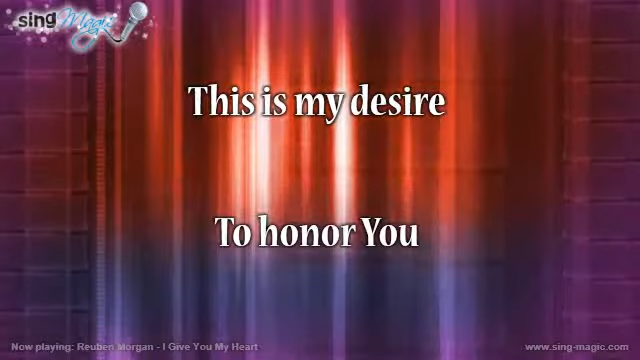 sing Magic
This is my desire
To honor You
Now playing: Reuben Morgan - I Give You My Heart
www.sing-magic.com